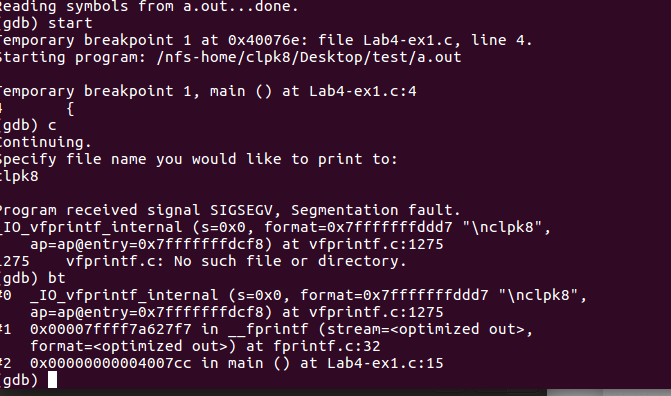 Reading symbols from a.out...done.
(gdb) start
Temporary breakpoint 1 at 0x40076e: file Lab4-ex1.c, line 4.
Starting program: /nfs-home/clpk8/Desktop/test/a.out
Temporary breakpoint 1, main () at Lab4-ex1.c:4
4 {
(gdb) c
Continuing.
Specify file name you would like to print to:
clpk8
Program received signal SIGSEGV, Segmentation fault.
_IO_vfprintf_internal (s=0x0, format=0x7fffffffddd7 "\nclpk8",
ap=ap@entry=0x7fffffffdcf8) at vfprintf.c:1275
1275 vfprintf.c: No such file or directory.
(gdb) bt
#0 _IO_vfprintf_internal (s=0x0, format=0x7fffffffddd7 "\nclpk8",
ap=ap@entry=0x7fffffffdcf8) at vfprintf.c:1275
#1 0x00007ffff7a627f7 in __fprintf (stream=<optimized out>,
format=<optimized out>) at fprintf.c:32
#2 0x00000000004007cc in main () at Lab4-ex1.c:15
(gdb)